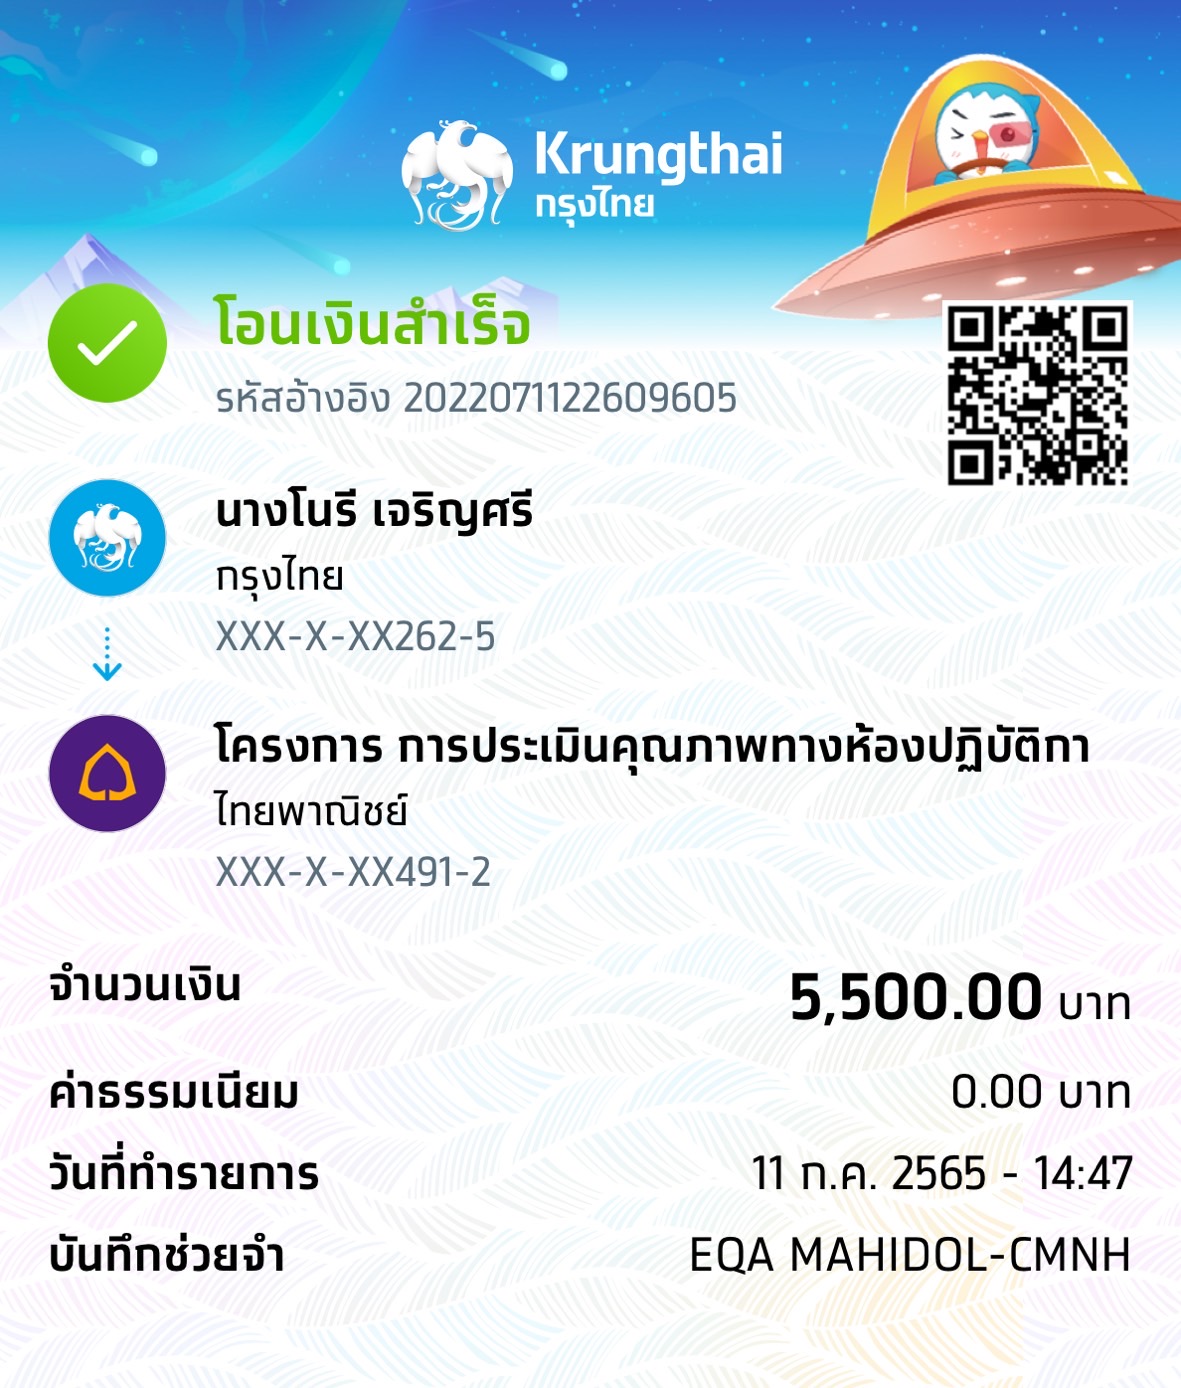 Krungthai
กรุงไทย
โอนเงินสำเร็จ
รหัสอ้างอิง 2022071122609605
นางโนรี เจริญศรี
กรุงไทย
XXX-X-XX262-5
โครงการ การประเมินคุณภาพทางห้องปฏิบัติกา
ไทยพาณิชย์
XXX-X-XX491-2
จำนวนเงิน 5,500.00 บาท
ค่าธรรมเนียม 0.00 บาท
วันที่ทำรายการ 11 ก.ค. 2565 - 14:47
บันทึกช่วยจำ EQA MAHIDOL-CMNH